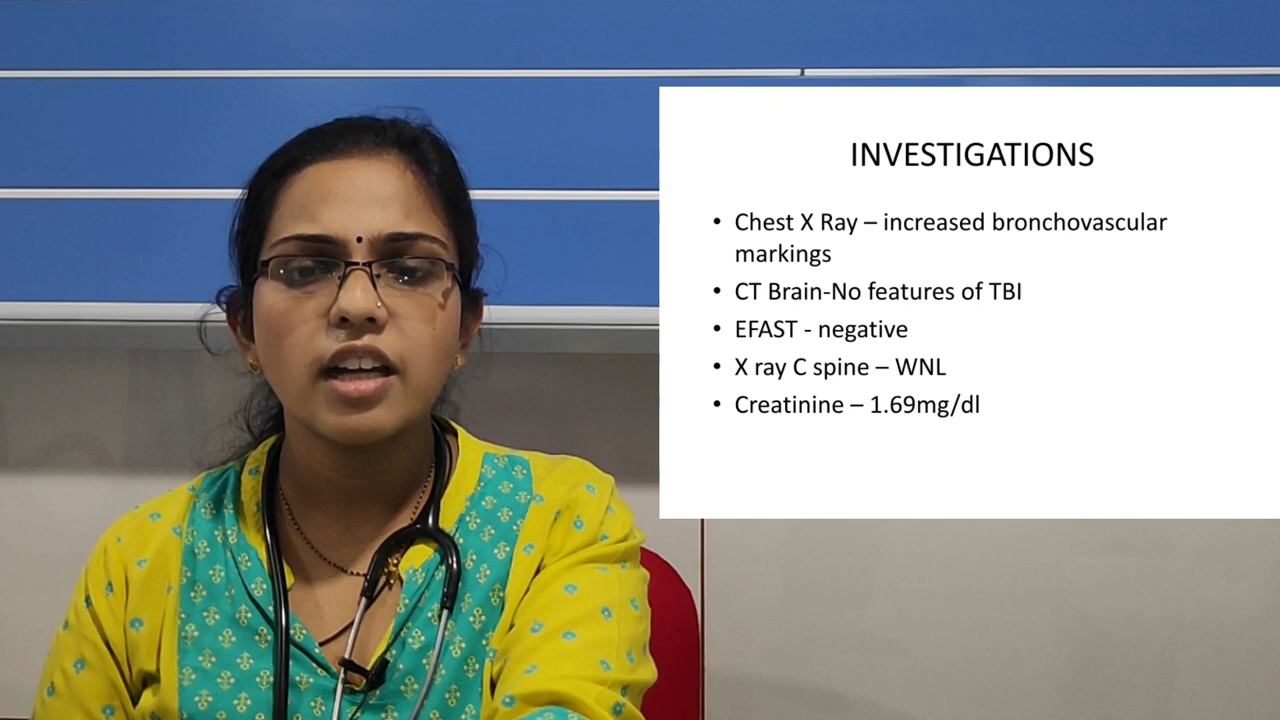 INVESTIGATIONS
• Chest X Ray – increased bronchovascular
markings
• CT Brain-No features of TBI
• EFAST - negative
• X ray C spine – WNL
• Creatinine – 1.69mg/dl